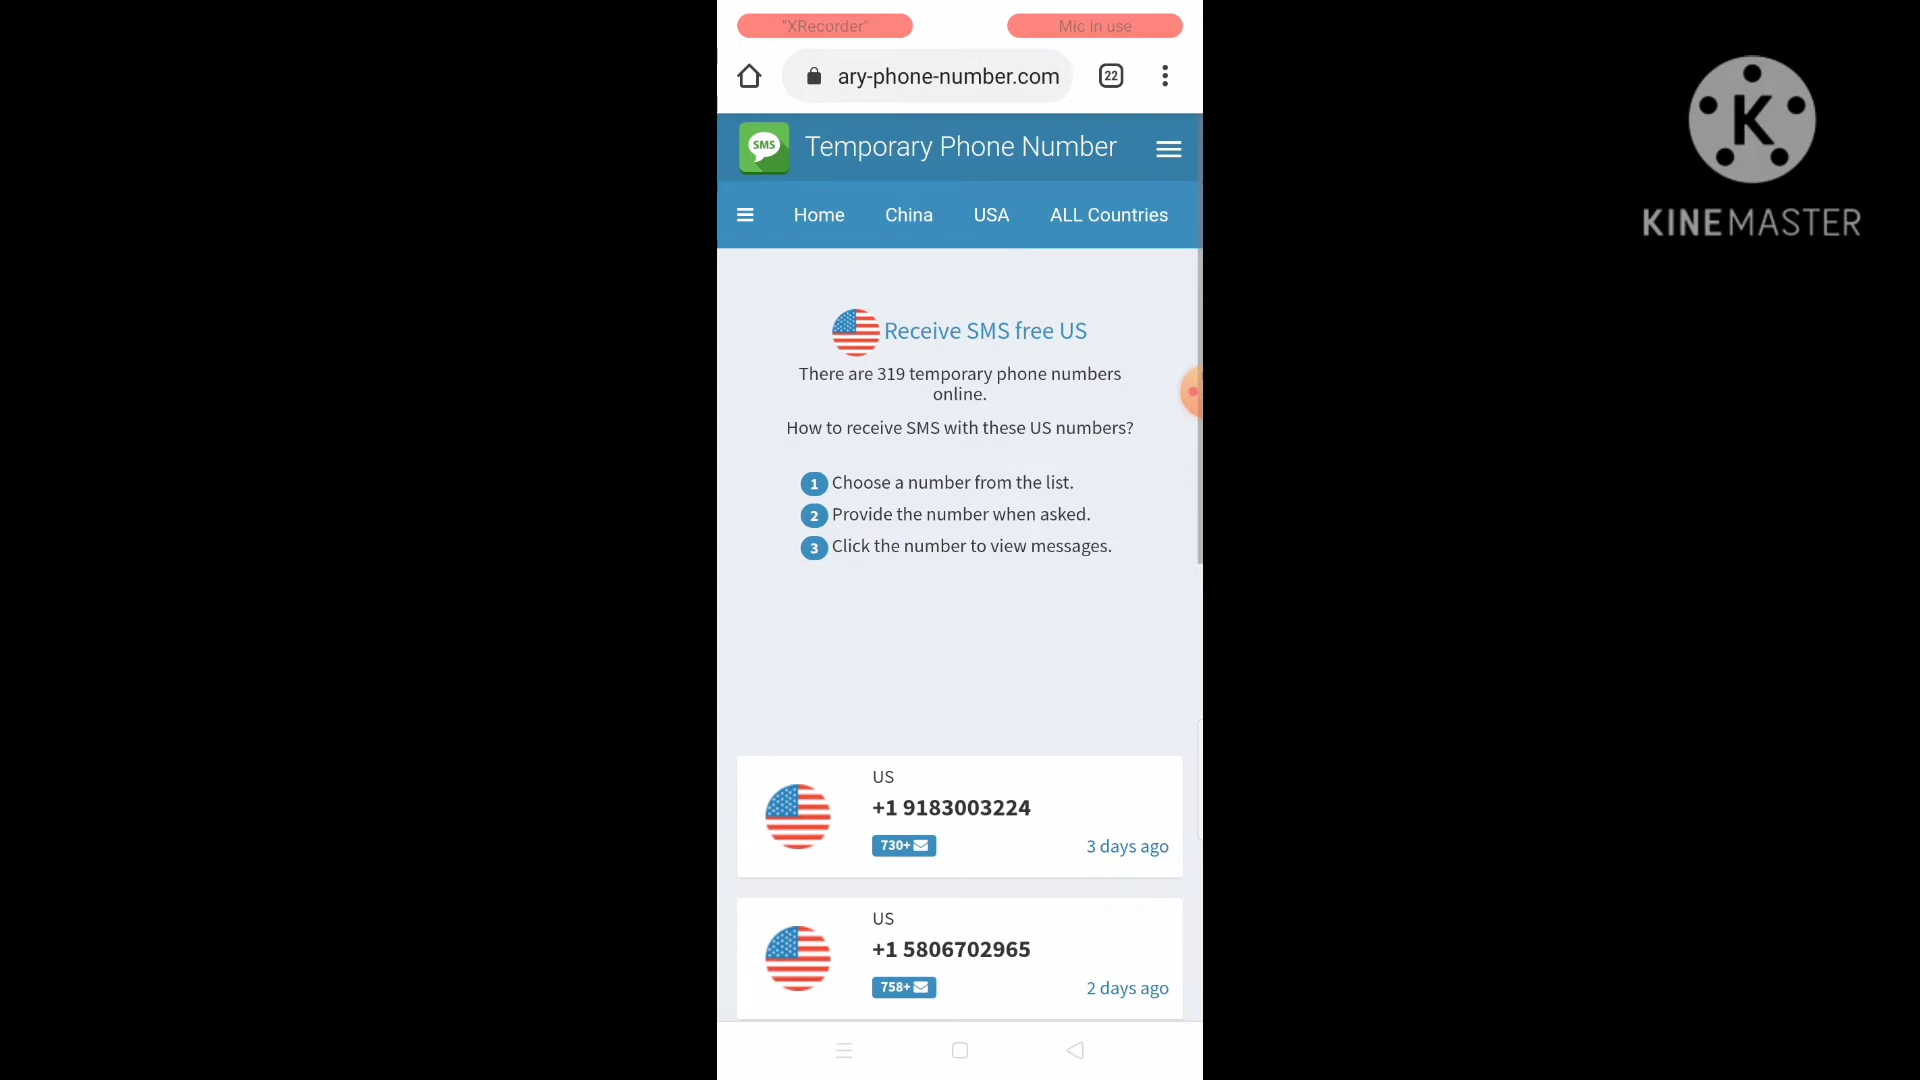 "XRecorder"
Mic in use
ary-phone-number.com
22
K
KINEMASTER
SMS
Temporary Phone Number
Home
China
USA
ALL Countries
Receive SMS free US
There are 319 temporary phone numbers
online.
How to receive SMS with these US numbers?
1 Choose a number from the list.
2 Provide the number when asked.
3 Click the number to view messages.
US
+1 9183003224
730+
3 days ago
US
+1 5806702965
758+
2 days ago